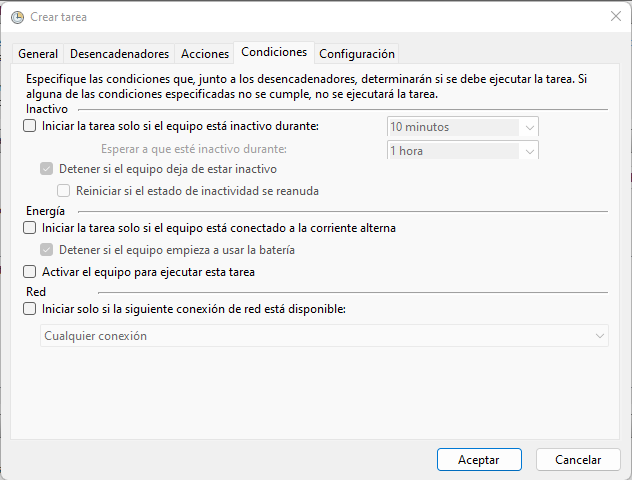 Crear tarea
General Desencadenadores Acciones Condiciones Configuración
Especifique las condiciones que, junto a los desencadenadores, determinarán si se debe ejecutar la tarea. Si
alguna de las condiciones especificadas no se cumple, no se ejecutará la tarea.
Inactivo
Iniciar la tarea solo si el equipo está inactivo durante: 10 minutos
Esperar a que esté inactivo durante: 1 hora
Detener si el equipo deja de estar inactivo
Reiniciar si el estado de inactividad se reanuda
Energía
Iniciar la tarea solo si el equipo está conectado a la corriente alterna
Detener si el equipo empieza a usar la batería
Activar el equipo para ejecutar esta tarea
Red
Iniciar solo si la siguiente conexión de red está disponible:
Cualquier conexión
Aceptar Cancelar